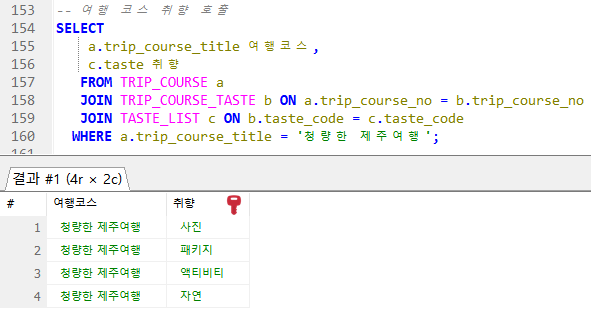 153 -- 여행 코스 취향 호출
154 SELECT
155 a.trip_course_title 여행코스,
156 c.taste 취향
157 FROM TRIP_COURSE a
158 JOIN TRIP_COURSE_TASTE b ON a.trip_course_no = b.trip_course_no
159 JOIN TASTE_LIST c ON b.taste_code = c.taste_code
160 WHERE a.trip_course_title = '청량한 제주여행';
결과 #1 (4r × 2c)
# 여행코스 취향
1 청량한 제주여행 사진
2 청량한 제주여행 패키지
3 청량한 제주여행 액티비티
4 청량한 제주여행 자연